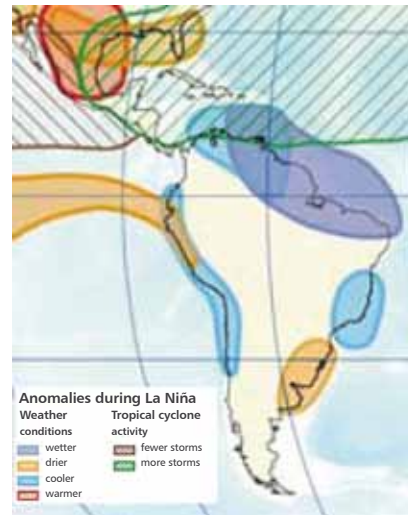 Anomalies during La Niña
Weather
conditions
wetter
drier
cooler
warmer
Tropical cyclone
activity
fewer storms
more storms